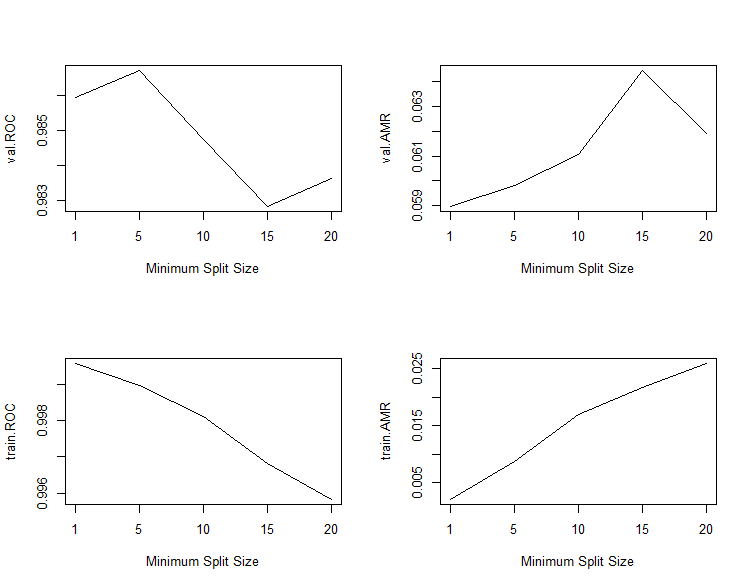 val.ROC
0.983
0.985
1 5 10 15 20
Minimum Split Size
val.AMR
0.059
0.061
0.063
1 5 10 15 20
Minimum Split Size
train.ROC
0.996
0.998
1 5 10 15 20
Minimum Split Size
train.AMR
0.005
0.015
0.025
1 5 10 15 20
Minimum Split Size